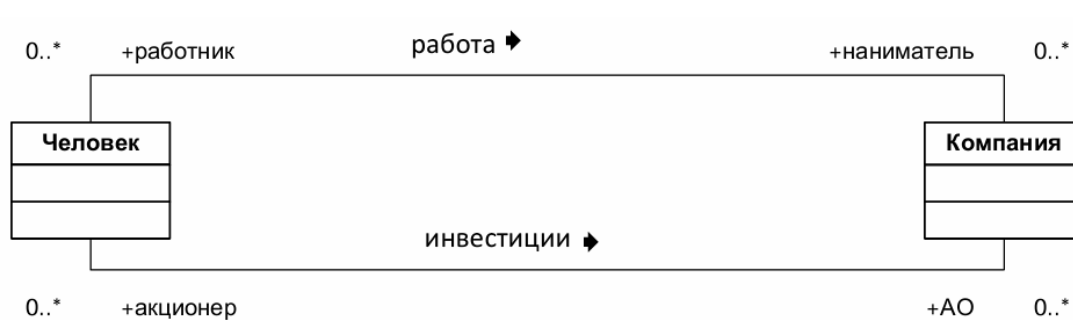 0..* +работник работа +наниматель 0..*
Человек Компания
инвестиции
0..* +акционер +АО 0..*